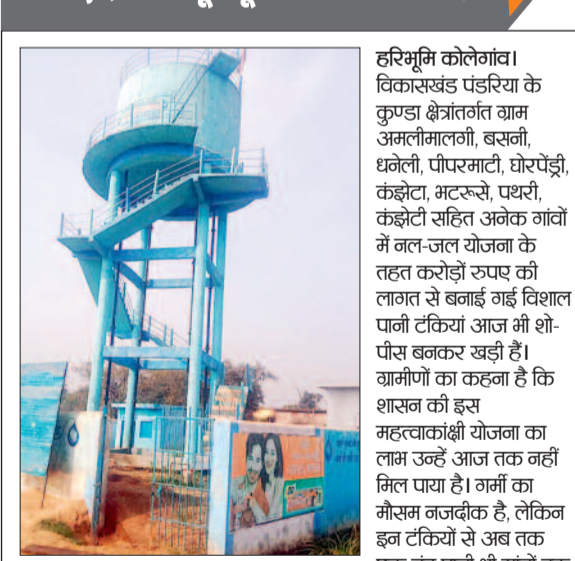 हरिभूमि कोलेगांव।
विकासखंड पंडरिया के
कुण्डा क्षेत्रांतर्गत ग्राम
अमलीमालगी, बसनी,
धनेली, पीपरमाटी, घोरपेंड्री,
कंझेटा, भटरूसे, पथरी,
कंझेटी सहित अनेक गांवों
में नल-जल योजना के
तहत करोड़ों रुपए की
लागत से बनाई गई विशाल
पानी टंकियां आज भी शो-
पीस बनकर खड़ी हैं।
ग्रामीणों का कहना है कि
शासन की इस
महत्वाकांक्षी योजना का
लाभ उन्हें आज तक नहीं
मिल पाया है। गर्मी का
मौसम नजदीक है, लेकिन
इन टंकियों से अब तक